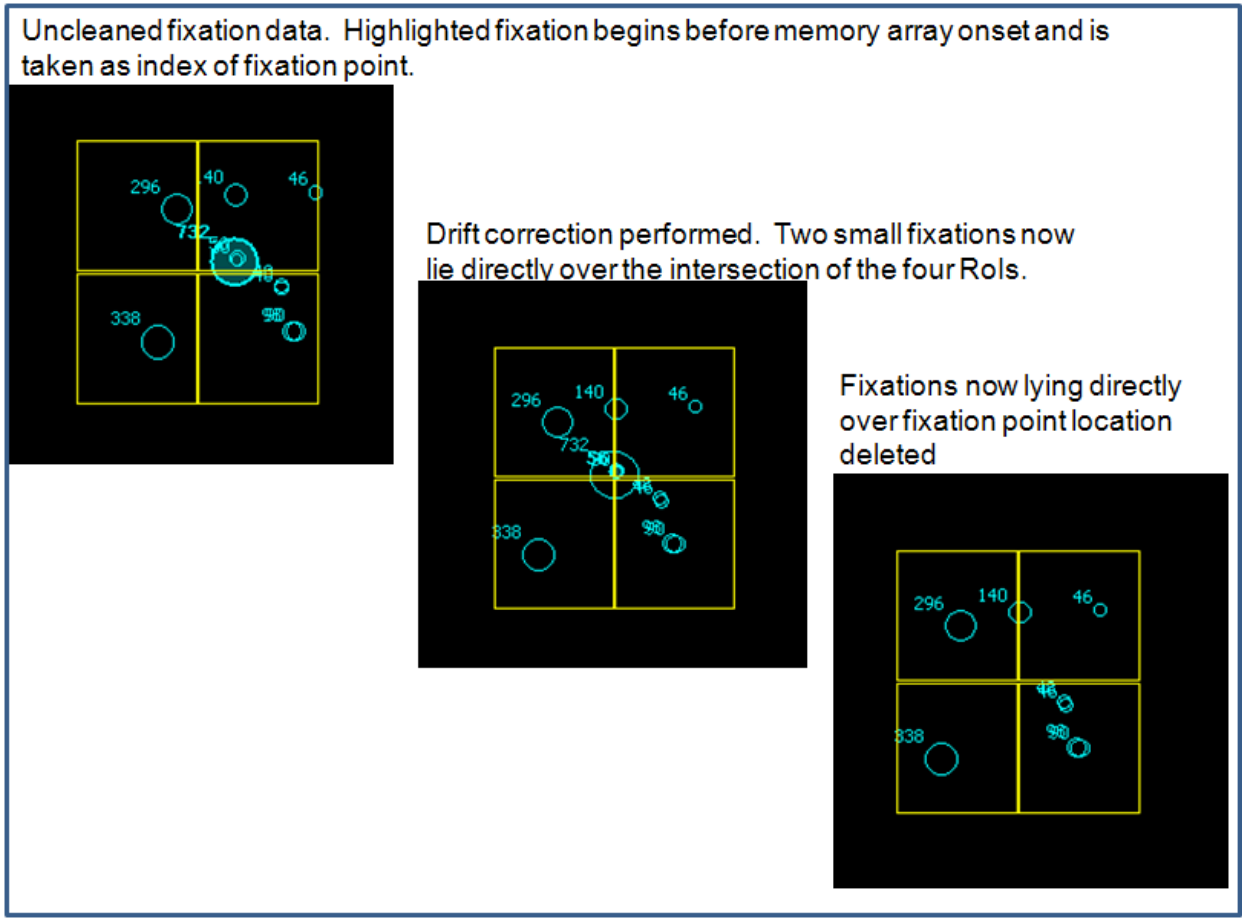 Uncleaned fixation data.  Highlighted fixation begins before memory array onset and is
taken as index of fixation point.
296
40
46
732
338
Drift correction performed.  Two small fixations now
lie directly over the intersection of the four RoIs.
296
140
46
732
338
Fixations now lying directly
over fixation point location
deleted
296
140
46
338